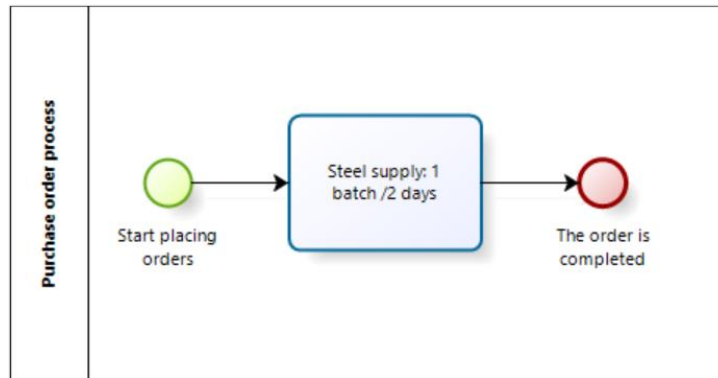 Purchase order process
Start placing
orders
Steel supply: 1
batch /2 days
The order is
completed